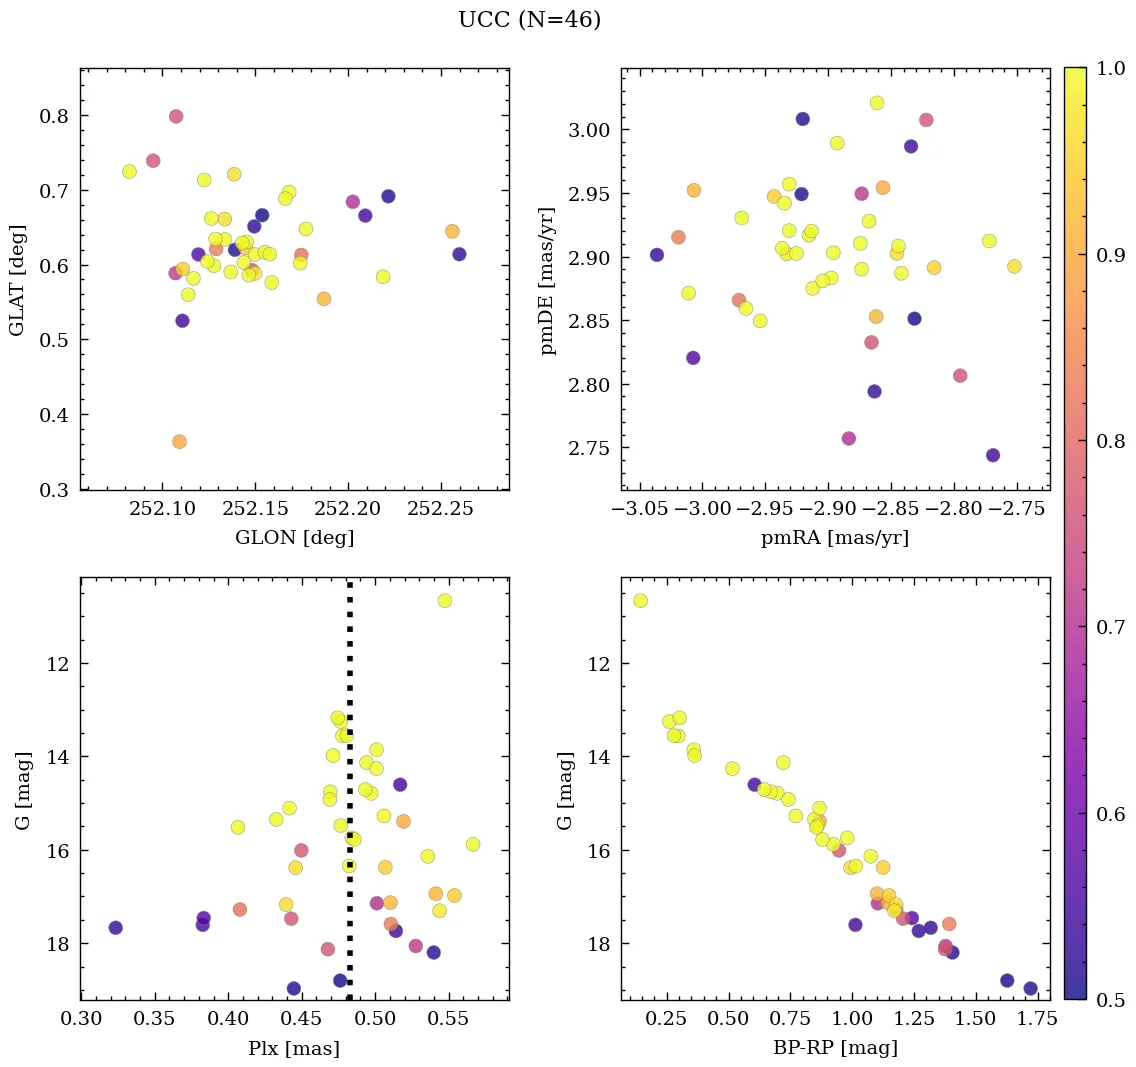 UCC (N=46)
0.8
0.7
0.6
0.5
0.4
0.3
GLAT [deg]
252.10 252.15 252.20 252.25
GLON [deg]
3.00
2.95
2.90
2.85
2.80
2.75
pmDE [mas/yr]
−3.05 −3.00 −2.95 −2.90 −2.85 −2.80 −2.75
pmRA [mas/yr]
1.0
0.9
0.8
0.7
0.6
0.5
12
14
16
18
G [mag]
0.30 0.35 0.40 0.45 0.50 0.55
Plx [mas]
12
14
16
18
G [mag]
0.25 0.50 0.75 1.00 1.25 1.50 1.75
BP-RP [mag]